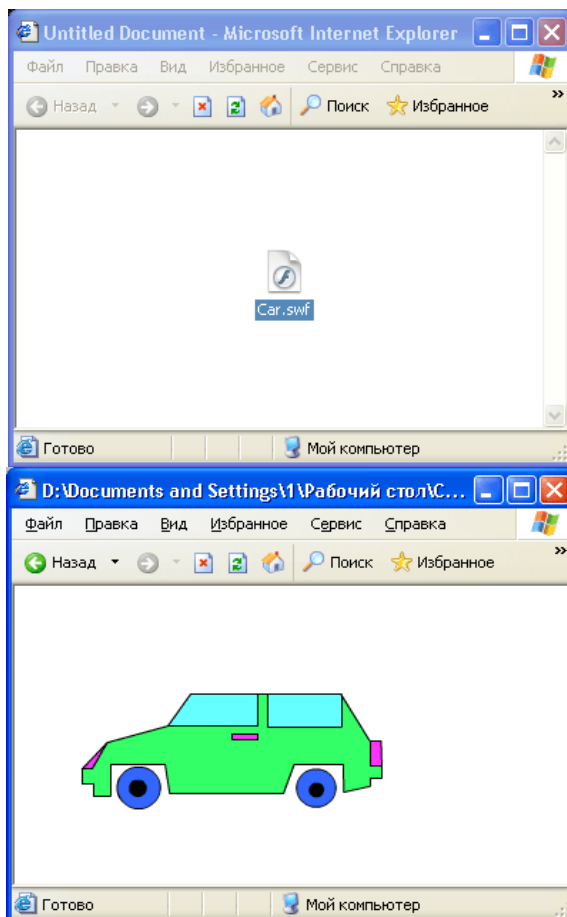 Untitled Document - Microsoft Internet Explorer
Файл Правка Вид Избранное Сервис Справка
Назад Поиск Избранное »
Car.swf
Готово Мой компьютер
D:\Documents and Settings\1\Рабочий стол\С...
Файл Правка Вид Избранное Сервис Справка
Назад Поиск Избранное »
Готово Мой компьютер